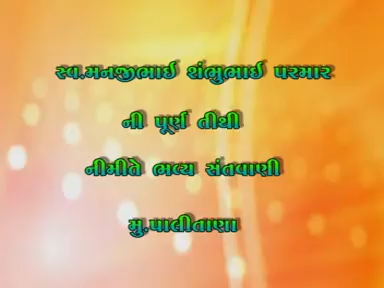 સ્વ.મનજીભાઈ શંભુભાઈ પરમાર
ની પૂર્ણ તીથી
નીમીતે ભવ્ય સંતવાણી
મુ.પાલીતાણા